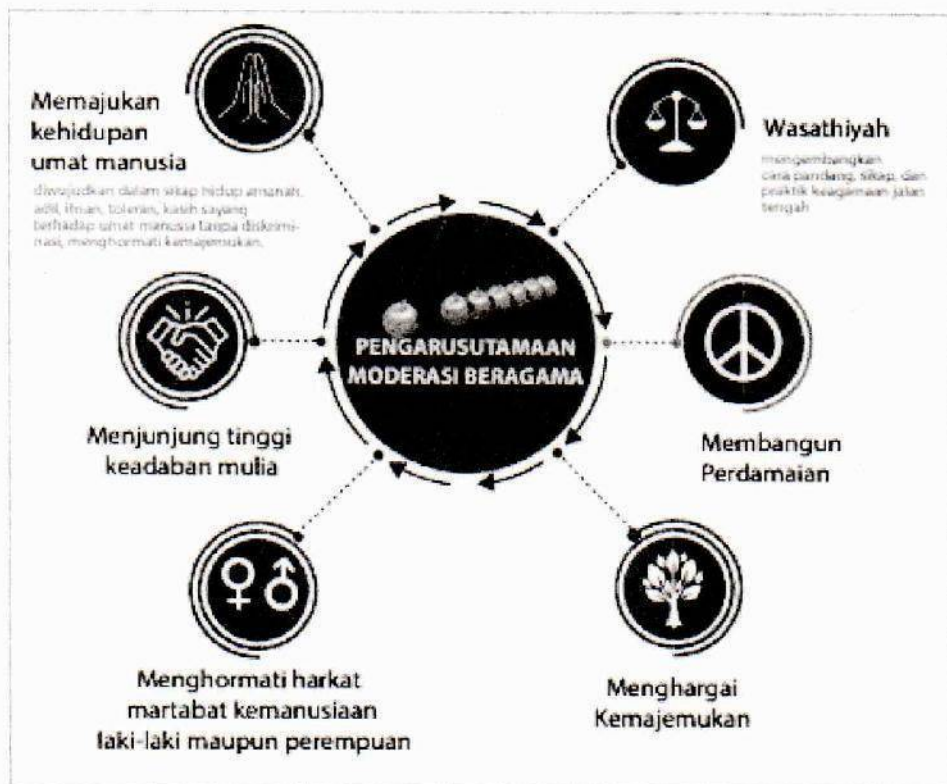 Memajukan
kehidupan
umat manusia
diwujudkan dalam sikap hidup amanah,
adil, ihsan, toleran, kasih sayang
terhadap umat manusia tanpa diskrimi-
nasi, menghormati kemajemukan.
Wasathiyah
mengembangkan
cara pandang, sikap, dan
praktik keagamaan jalan
tengah
PENGARUSUTAMAAN
MODERASI BERAGAMA
Menjunjung tinggi
keadaban mulia
Membangun
Perdamaian
Menghormati harkat
martabat kemanusiaan
laki-laki maupun perempuan
Menghargai
Kemajemukan